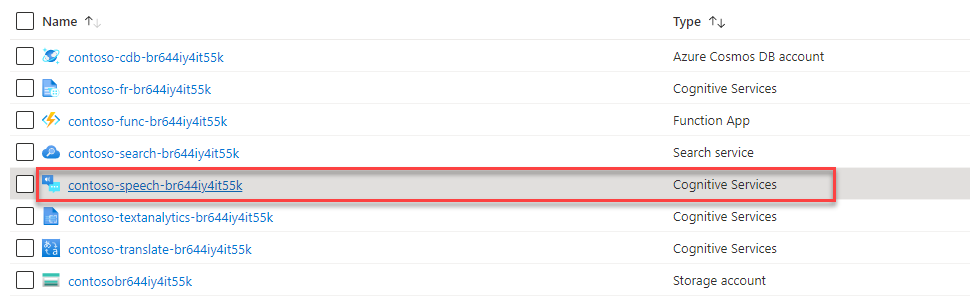 Name ↑↓ Type ↑↓
contoso-cdb-br644iy4it55k Azure Cosmos DB account
contoso-fr-br644iy4it55k Cognitive Services
contoso-func-br644iy4it55k Function App
contoso-search-br644iy4it55k Search service
contoso-speech-br644iy4it55k Cognitive Services
contoso-textanalytics-br644iy4it55k Cognitive Services
contoso-translate-br644iy4it55k Cognitive Services
contosobr644iy4it55k Storage account